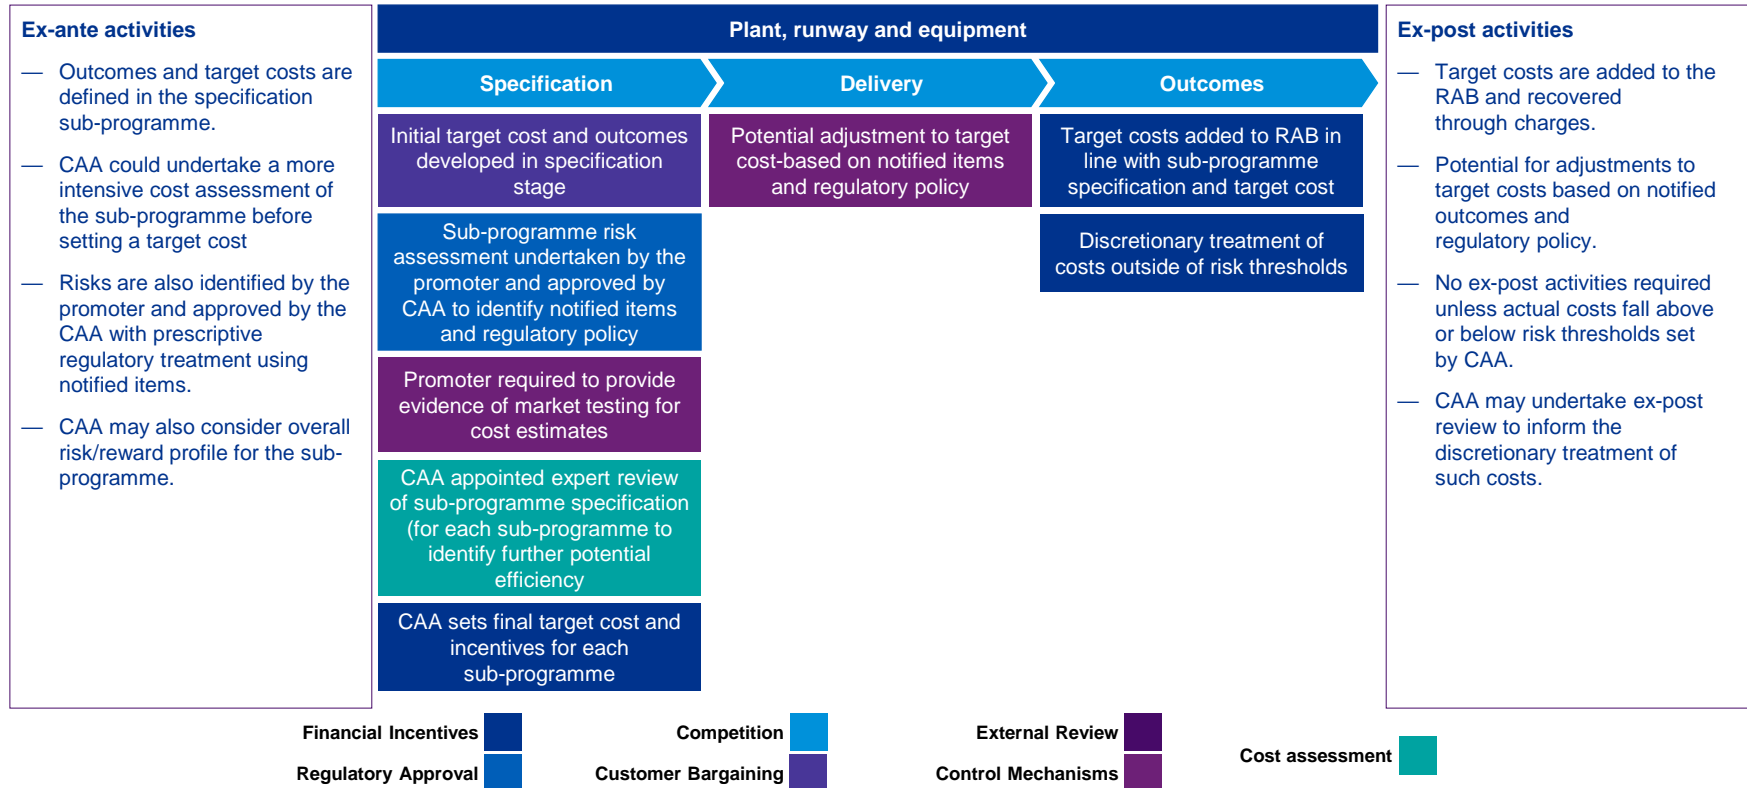 Ex-ante activities
— Outcomes and target costs are
defined in the specification
sub-programme.
— CAA could undertake a more
intensive cost assessment of
the sub-programme before
setting a target cost
— Risks are also identified by the
promoter and approved by the
CAA with prescriptive
regulatory treatment using
notified items.
— CAA may also consider overall
risk/reward profile for the sub-
programme.
Plant, runway and equipment
Specification
Delivery
Outcomes
Initial target cost and outcomes
developed in specification
stage
Sub-programme risk
assessment undertaken by the
promoter and approved by
CAA to identify notified items
and regulatory policy
Promoter required to provide
evidence of market testing for
cost estimates
CAA appointed expert review
of sub-programme specification
(for each sub-programme to
identify further potential
efficiency
CAA sets final target cost and
incentives for each
sub-programme
Potential adjustment to target
cost-based on notified items
and regulatory policy
Target costs added to RAB in
line with sub-programme
specification and target cost
Discretionary treatment of
costs outside of risk thresholds
Ex-post activities
— Target costs are added to the
RAB and recovered
through charges.
— Potential for adjustments to
target costs based on notified
outcomes and
regulatory policy.
— No ex-post activities required
unless actual costs fall above
or below risk thresholds set
by CAA.
— CAA may undertake ex-post
review to inform the
discretionary treatment of
such costs.
Financial Incentives
Competition
External Review
Cost assessment
Regulatory Approval
Customer Bargaining
Control Mechanisms